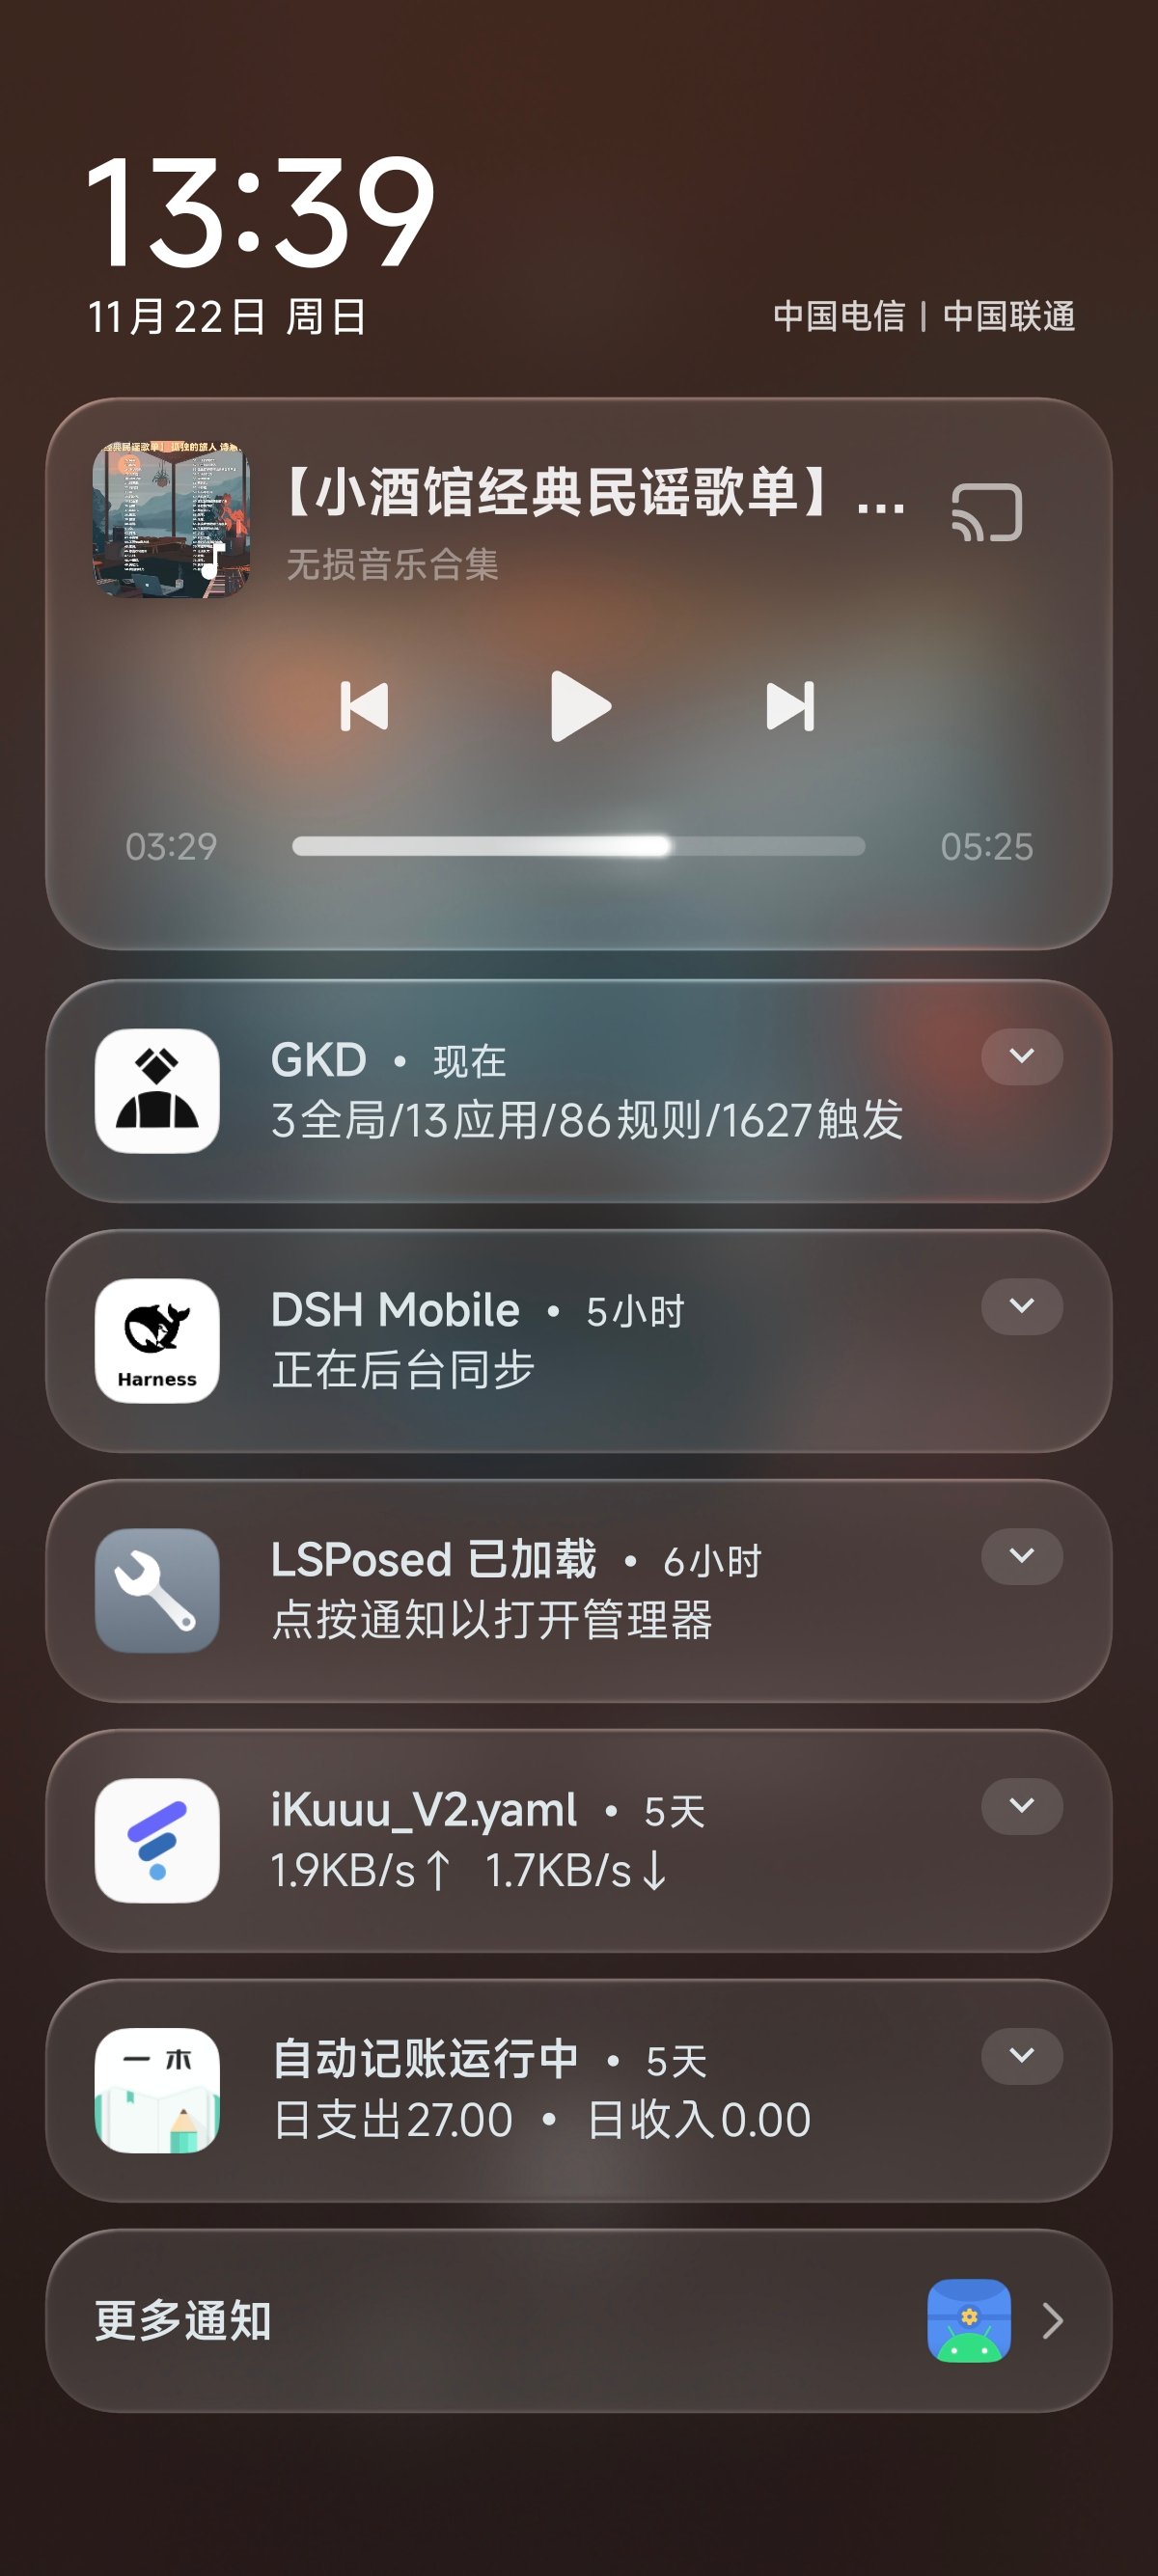 13:39
11月22日 周日
中国电信 | 中国联通
【小酒馆经典民谣歌单】...
无损音乐合集
03:29
05:25
GKD • 现在
3全局/13应用/86规则/1627触发
Harness
DSH Mobile • 5小时
正在后台同步
LSPosed 已加载 • 6小时
点按通知以打开管理器
iKuuu_V2.yaml • 5天
1.9KB/s↑ 1.7KB/s↓
一木
自动记账运行中 • 5天
日支出27.00 • 日收入0.00
更多通知